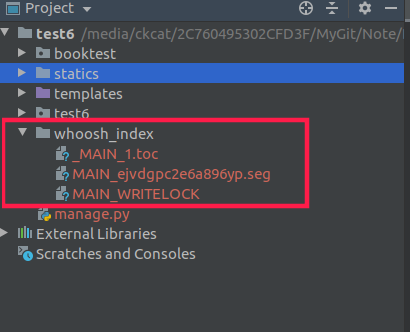 Project
test6 /media/ckcat/2C760495302CFD3F/MyGit/Note/
booktest
statics
templates
test6
whoosh_index
_MAIN_1.toc
MAIN_ejvdgpc2e6a896yp.seg
MAIN_WRITELOCK
manage.py
External Libraries
Scratches and Consoles